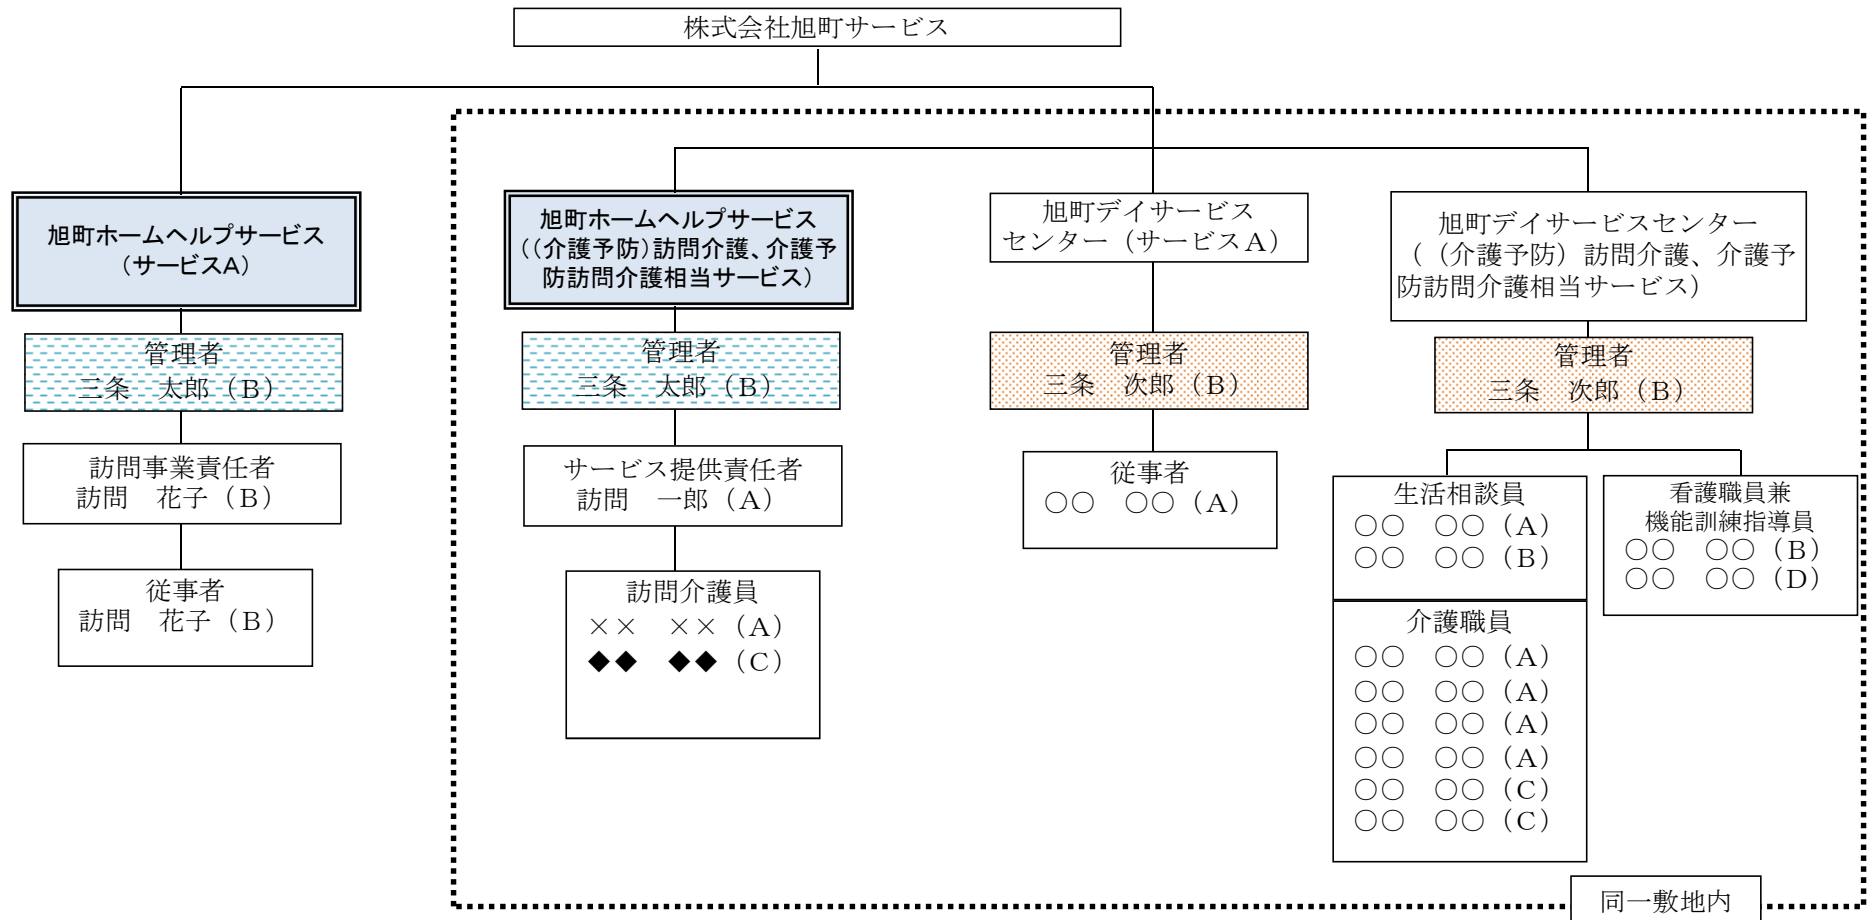 株式会社旭町サービス
旭町ホームヘルプサービス
（サービスA）
管理者
三条　太郎（B）
訪問事業責任者
訪問　花子（B）
従事者
訪問　花子（B）
旭町ホームヘルプサービス
（（介護予防）訪問介護、介護予
防訪問介護相当サービス）
管理者
三条　太郎（B）
サービス提供責任者
訪問　一郎（A）
訪問介護員
××　××（A）
◆◆　◆◆（C）
旭町デイサービス
センター（サービスA）
管理者
三条　次郎（B）
従事者
○○　○○（A）
旭町デイサービスセンター
（（介護予防）訪問介護、介護予
防訪問介護相当サービス）
管理者
三条　次郎（B）
生活相談員
○○　○○（A）
○○　○○（B）
看護職員兼
機能訓練指導員
○○　○○（B）
○○　○○（D）
介護職員
○○　○○（A）
○○　○○（A）
○○　○○（A）
○○　○○（A）
○○　○○（C）
○○　○○（C）
同一敷地内